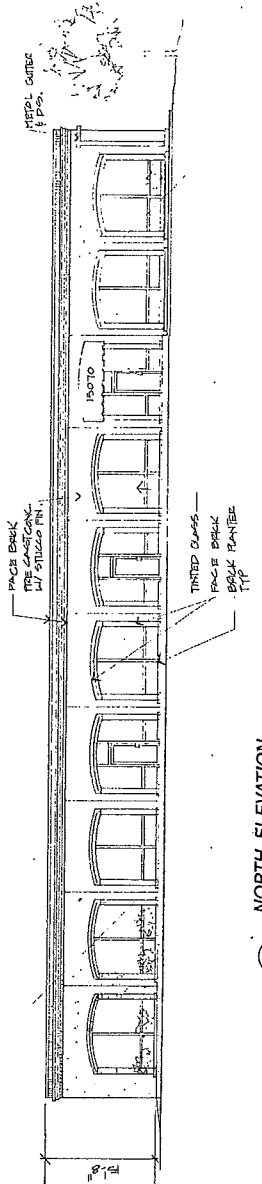 FACE BRICK
PRE CAST CONC.
W/ STUCCO FIN.
METAL GUTTER
& DS.
15070
15'-8"
TINTED GLASS
FACE BRICK
BRICK PLANTER
TYP
NORTH ELEVATION